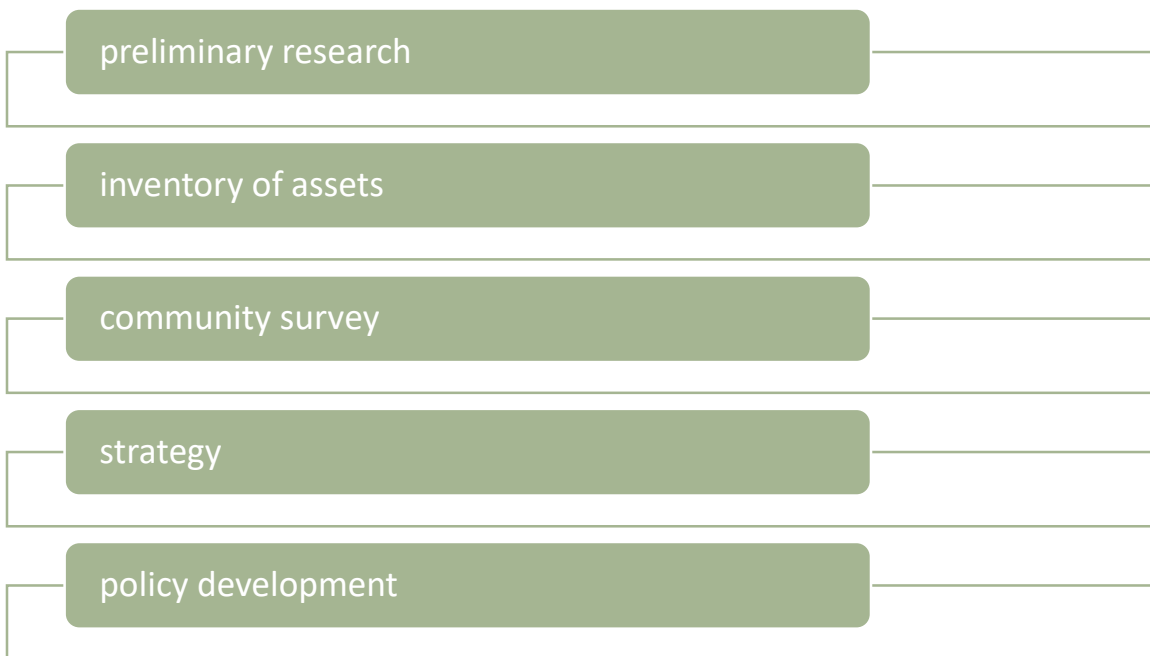 preliminary research
inventory of assets
community survey
strategy
policy development